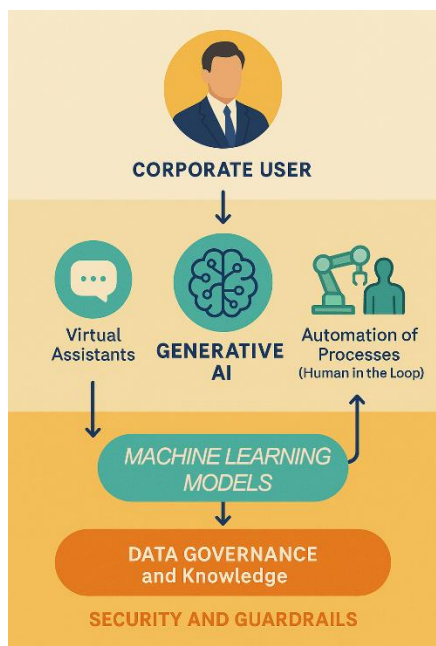 CORPORATE USER
Virtual
Assistants
GENERATIVE
AI
Automation of
Processes
(Human in the Loop)
MACHINE LEARNING
MODELS
DATA GOVERNANCE
and Knowledge
SECURITY AND GUARDRAILS